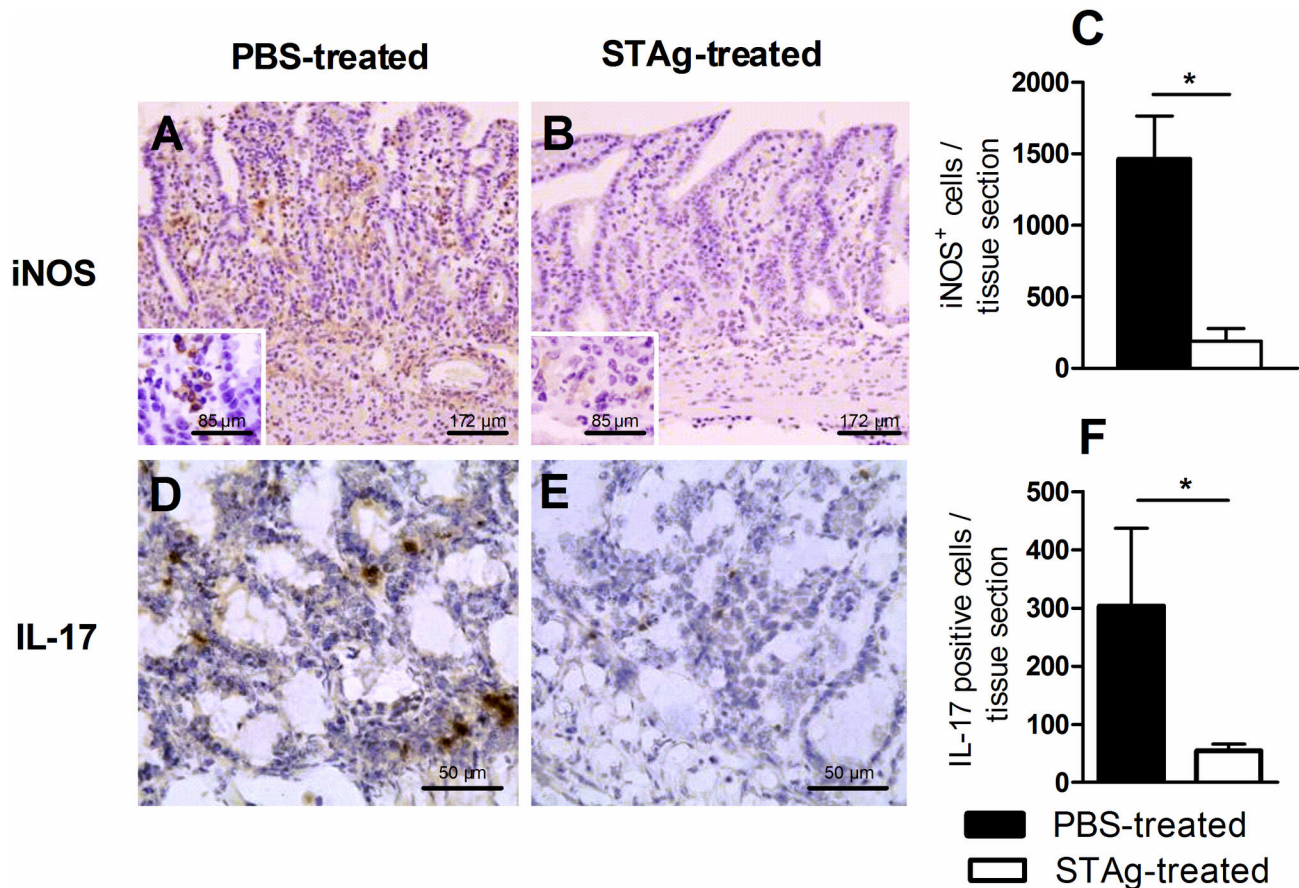 PBS-treated
STAg-treated
iNOS
A
85 µm
172 µm
B
85 µm
172 µm
C
iNOS⁺ cells /
tissue section
2000
1500
1000
500
0
*
IL-17
D
50 µm
E
50 µm
F
IL-17 positive cells /
tissue section
500
400
300
200
100
0
*
PBS-treated
STAg-treated